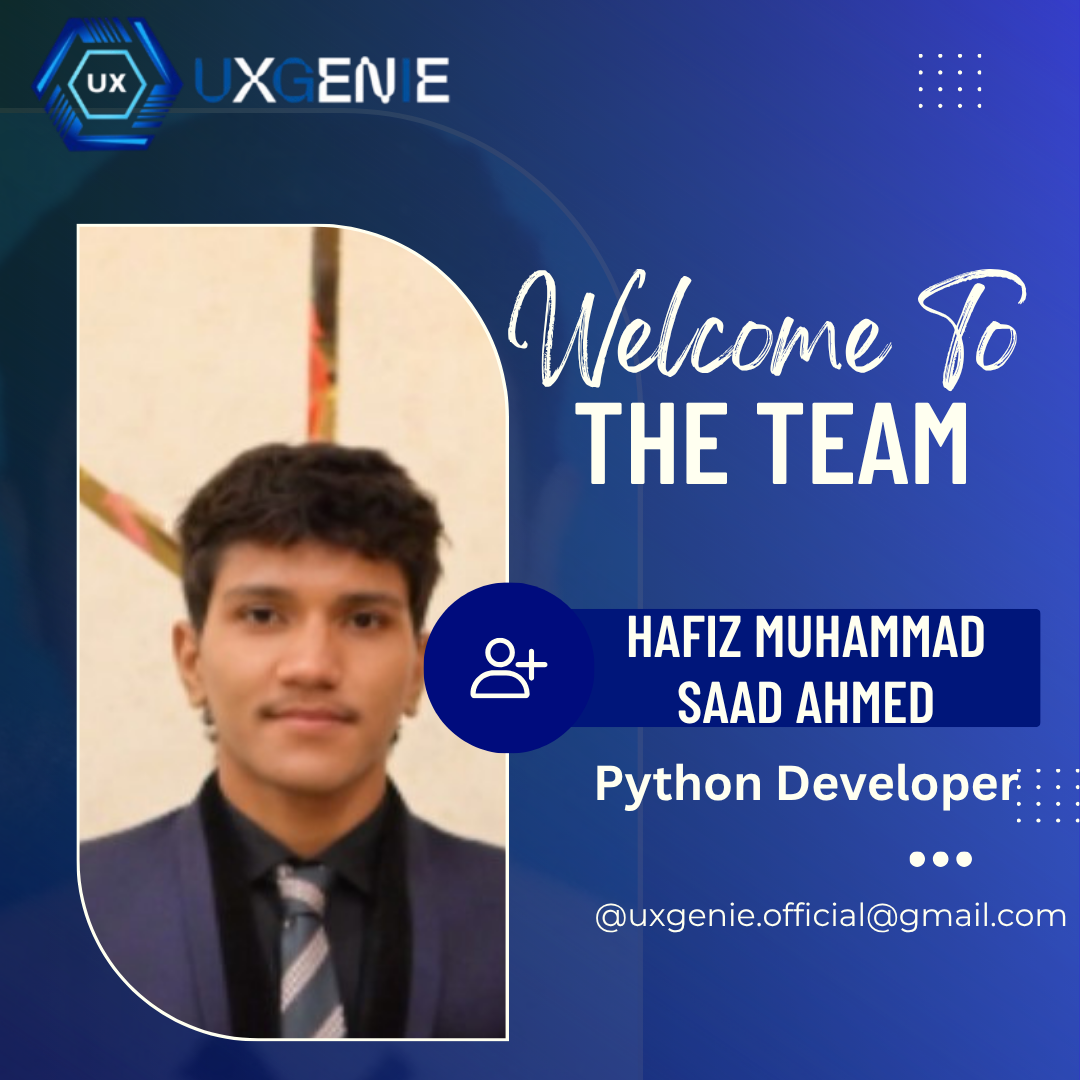 UX
UXGENIE
Welcome To
THE TEAM
HAFIZ MUHAMMAD
SAAD AHMED
Python Developer
@uxgenie.official@gmail.com